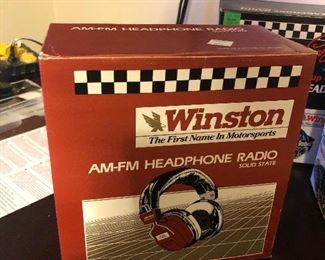 AM-FM HEADPHONE RADIO
Winston
The First Name In Motorsports
AM-FM HEADPHONE RADIO
SOLID STATE